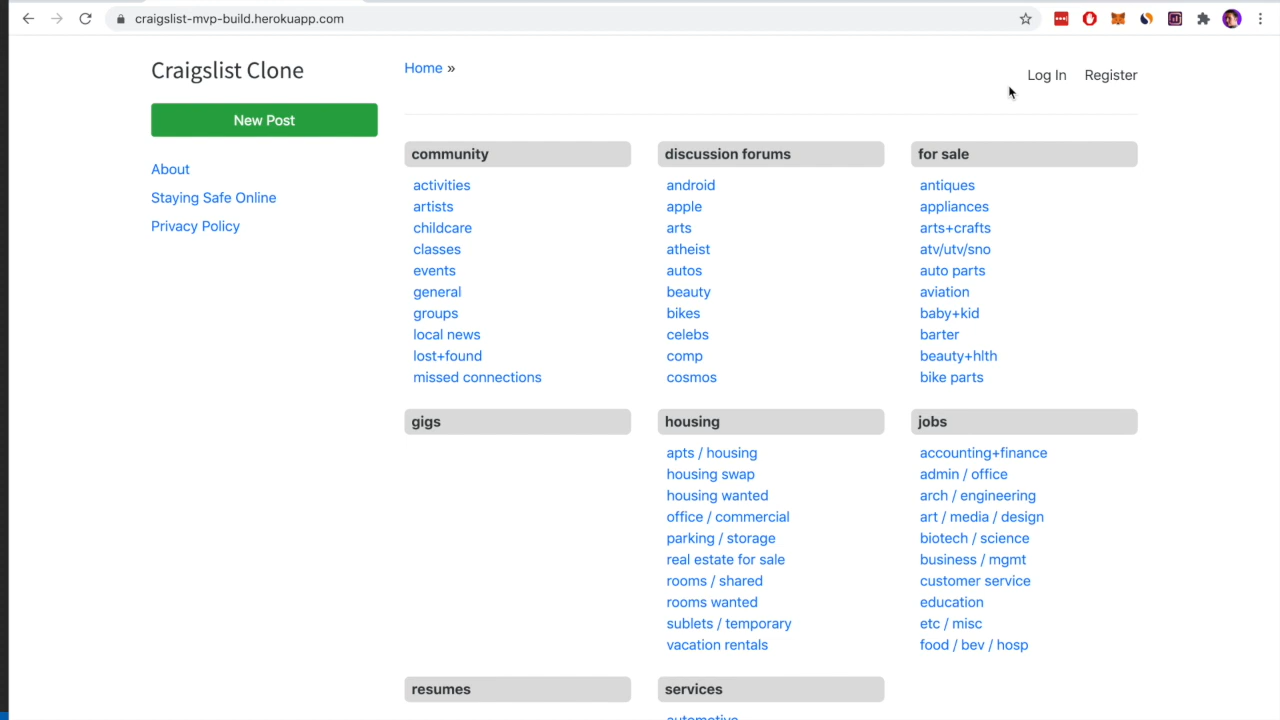 craigslist-mvp-build.herokuapp.com
Craigslist Clone
New Post
About
Staying Safe Online
Privacy Policy
Home »
Log In Register
community
activities
artists
childcare
classes
events
general
groups
local news
lost+found
missed connections
discussion forums
android
apple
arts
atheist
autos
beauty
bikes
celebs
comp
cosmos
for sale
antiques
appliances
arts+crafts
atv/utv/sno
auto parts
aviation
baby+kid
barter
beauty+hlth
bike parts
gigs
housing
apts / housing
housing swap
housing wanted
office / commercial
parking / storage
real estate for sale
rooms / shared
rooms wanted
sublets / temporary
vacation rentals
jobs
accounting+finance
admin / office
arch / engineering
art / media / design
biotech / science
business / mgmt
customer service
education
etc / misc
food / bev / hosp
resumes
services
automotive